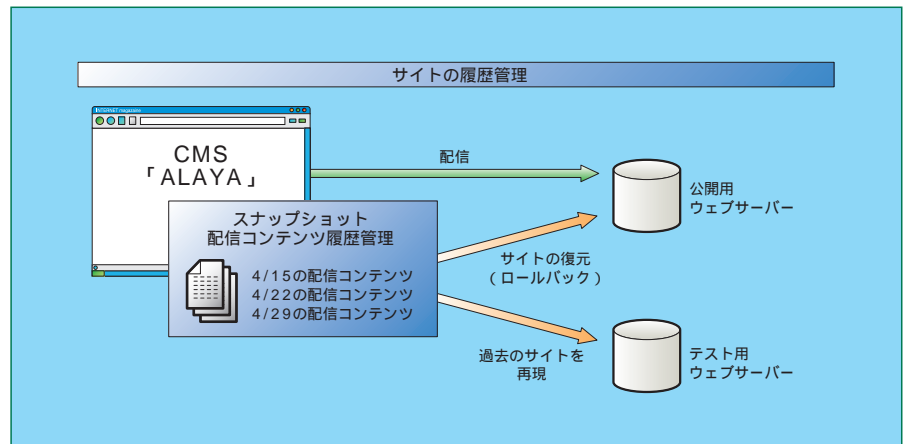 サイトの履歴管理
INTERNET magazine
CMS
「ALAYA」
配信
公開用
ウェブサーバー
スナップショット
配信コンテンツ履歴管理
4/15の配信コンテンツ
4/22の配信コンテンツ
4/29の配信コンテンツ
サイトの復元
(ロールバック)
過去のサイトを
再現
テスト用
ウェブサーバー